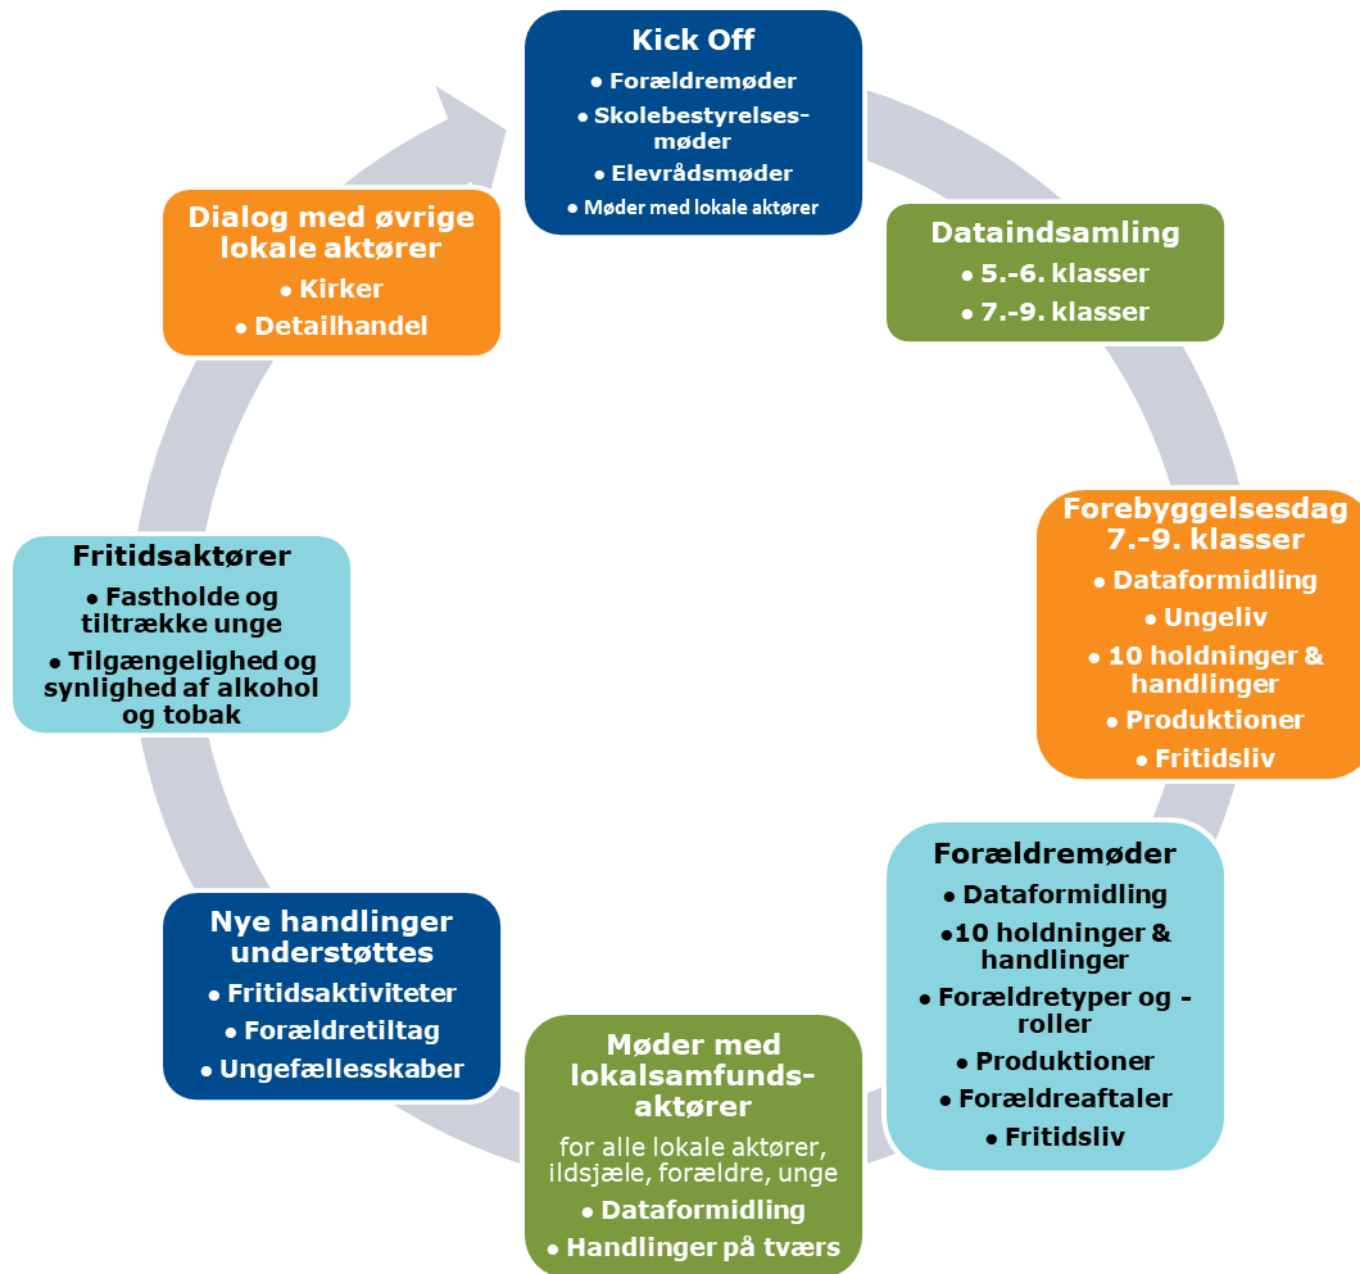 Kick Off
● Forældremøder
● Skolebestyrelses-
møder
● Elevrådsmøder
● Møder med lokale aktører
Dataindsamling
● 5.-6. klasser
● 7.-9. klasser
Forebyggelsesdag
7.-9. klasser
● Dataformidling
● Ungeliv
● 10 holdninger &
handlinger
● Produktioner
● Fritidsliv
Forældremøder
● Dataformidling
●10 holdninger &
handlinger
● Forældretyper og -
roller
● Produktioner
● Forældreaftaler
● Fritidsliv
Møder med
lokalsamfunds-
aktører
for alle lokale aktører,
ildsjæle, forældre, unge
● Dataformidling
● Handlinger på tværs
Nye handlinger
understøttes
● Fritidsaktiviteter
● Forældretiltag
● Ungefællesskaber
Fritidsaktører
● Fastholde og
tiltrække unge
● Tilgængelighed og
synlighed af alkohol
og tobak
Dialog med øvrige
lokale aktører
● Kirker
● Detailhandel